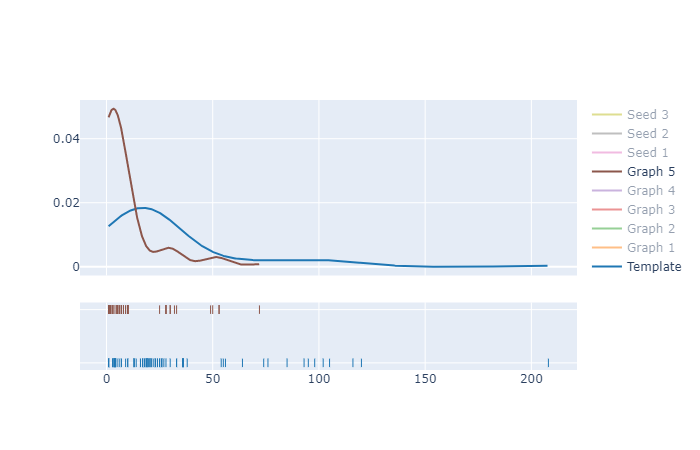 0.04
0.02
0
0
50
100
150
200
Seed 3
Seed 2
Seed 1
Graph 5
Graph 4
Graph 3
Graph 2
Graph 1
Template